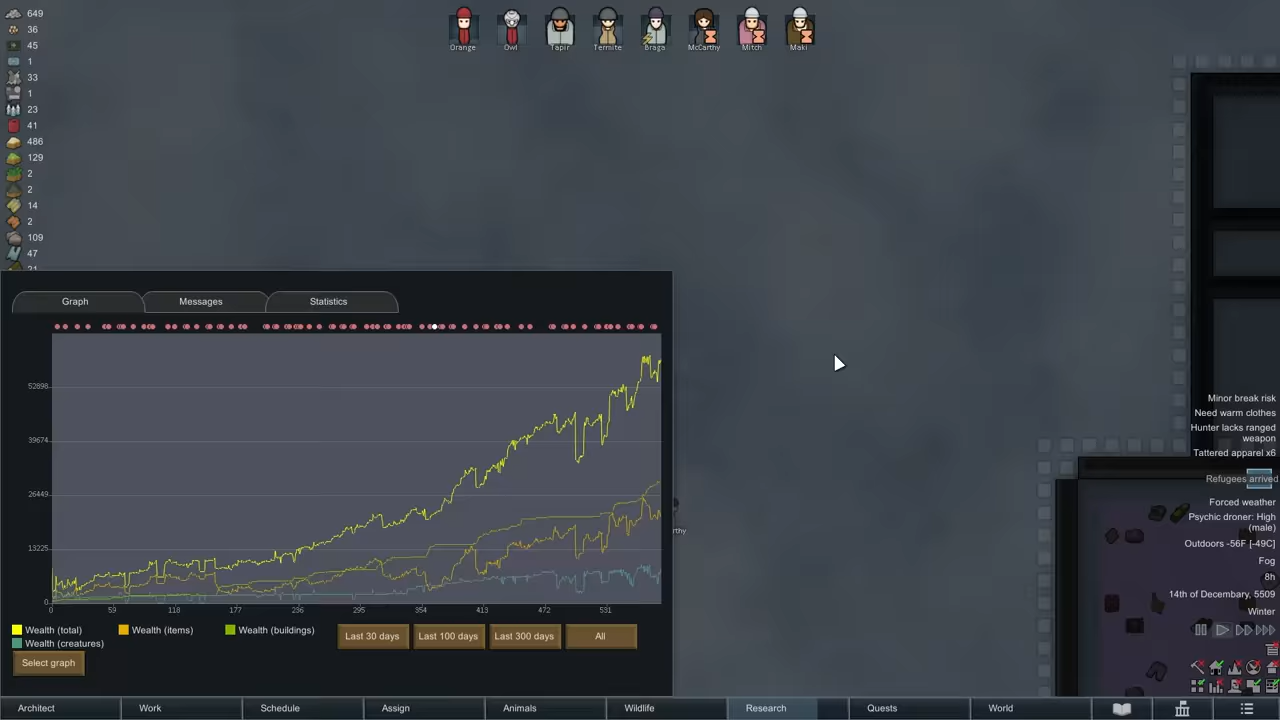 649
36
45
1
33
1
23
41
486
129
2
2
14
2
109
47
21
Orange
Owl
Tapir
Termite
Braga
McCarthy
Mitch
Maki
Graph
Messages
Statistics
52898
39674
26449
13225
0
0
59
118
177
236
295
354
413
472
531
Wealth (total)
Wealth (items)
Wealth (buildings)
Wealth (creatures)
Last 30 days
Last 100 days
Last 300 days
All
Select graph
rthy
Minor break risk
Need warm clothes
Hunter lacks ranged
weapon
Tattered apparel x6
Refugees arrived
Forced weather
Psychic droner: High
(male)
Outdoors -56F [-49C]
Fog
8h
14th of Decembary, 5509
Winter
Architect
Work
Schedule
Assign
Animals
Wildlife
Research
Quests
World